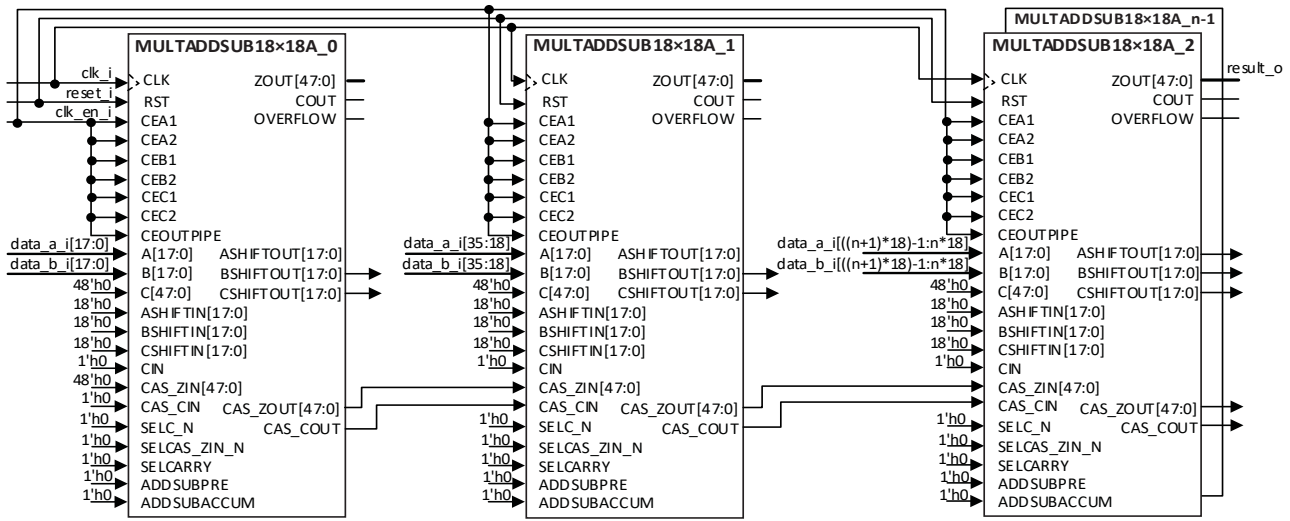 MULTADDSUB18×18A_n-1
MULTADDSUB18×18A_0
MULTADDSUB18×18A_1
MULTADDSUB18×18A_2
clk_i
CLK
ZOUT[47:0]
CLK
ZOUT[47:0]
CLK
ZOUT[47:0]
result_o
reset_i
RST
COUT
RST
COUT
RST
COUT
clk_en_i
CEA1
OVERFLOW
CEA1
OVERFLOW
CEA1
OVERFLOW
CEA2
CEA2
CEA2
CEB1
CEB1
CEB1
CEB2
CEB2
CEB2
CEC1
CEC1
CEC1
CEC2
CEC2
CEC2
CEOUTPIPE
CEOUTPIPE
CEOUTPIPE
data_a_i[17:0]
A[17:0]
ASHIFTOUT[17:0]
data_a_i[35:18]
A[17:0]
ASHIFTOUT[17:0]
data_a_i[((n+1)*18)-1:n*18]
A[17:0]
ASHIFTOUT[17:0]
data_b_i[17:0]
B[17:0]
BSHIFTOUT[17:0]
data_b_i[35:18]
B[17:0]
BSHIFTOUT[17:0]
data_b_i[((n+1)*18)-1:n*18]
B[17:0]
BSHIFTOUT[17:0]
48'h0
C[47:0]
CSHIFTOUT[17:0]
48'h0
C[47:0]
CSHIFTOUT[17:0]
48'h0
C[47:0]
CSHIFTOUT[17:0]
18'h0
ASHIFTIN[17:0]
18'h0
ASHIFTIN[17:0]
18'h0
ASHIFTIN[17:0]
18'h0
BSHIFTIN[17:0]
18'h0
BSHIFTIN[17:0]
18'h0
BSHIFTIN[17:0]
18'h0
CSHIFTIN[17:0]
18'h0
CSHIFTIN[17:0]
18'h0
CSHIFTIN[17:0]
1'h0
CIN
1'h0
CIN
1'h0
CIN
48'h0
CAS_ZIN[47:0]
CAS_ZIN[47:0]
CAS_ZIN[47:0]
1'h0
CAS_CIN
CAS_ZOUT[47:0]
CAS_CIN
CAS_ZOUT[47:0]
CAS_CIN
CAS_ZOUT[47:0]
1'h0
SELC_N
CAS_COUT
1'h0
SELC_N
CAS_COUT
1'h0
SELC_N
CAS_COUT
1'h0
SELCAS_ZIN_N
1'h0
SELCAS_ZIN_N
1'h0
SELCAS_ZIN_N
1'h0
SELCARRY
1'h0
SELCARRY
1'h0
SELCARRY
1'h0
ADDSUBPRE
1'h0
ADDSUBPRE
1'h0
ADDSUBPRE
1'h0
ADDSUBACCUM
1'h0
ADDSUBACCUM
1'h0
ADDSUBACCUM